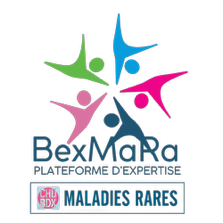 BexMaRa
PLATEFORME D'EXPERTISE
CHU
BDX
MALADIES RARES